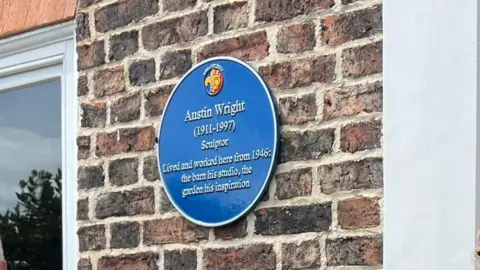 Austin Wright
(1911-1997)
Sculptor
Lived and worked here from 1946:
the barn his studio, the
garden his inspiration